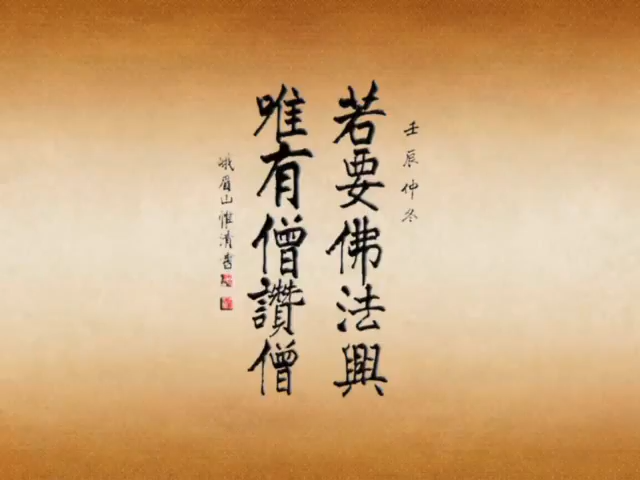 壬辰仲冬
若要佛法興
唯有僧讚僧
峨眉山惟清書